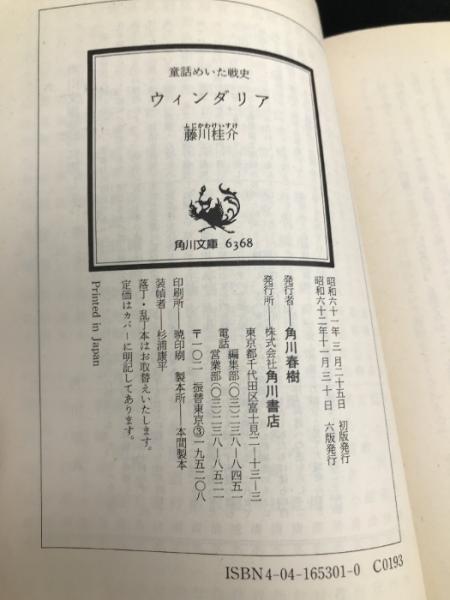 童話めいた戦史
ウィンダリア
ふじかわけいすけ
藤川桂介
角川文庫 6368
昭和六十一年 三月二十五日 初版発行
昭和六十二年十一月三十日 六版発行
発行者——角川春樹
発行所——株式会社角川書店
東京都千代田区富士見二—十三—三
電話 編集部(〇三)二三八—八四五一
営業部(〇三)二三八—八五二一
〒一〇二 振替東京③一九五二〇八
印刷所——暁印刷 製本所——本間製本
装幀者——杉浦康平
落丁・乱丁本はお取替えいたします。
定価はカバーに明記してあります。
Printed in Japan
ISBN4-04-165301-0 C0193